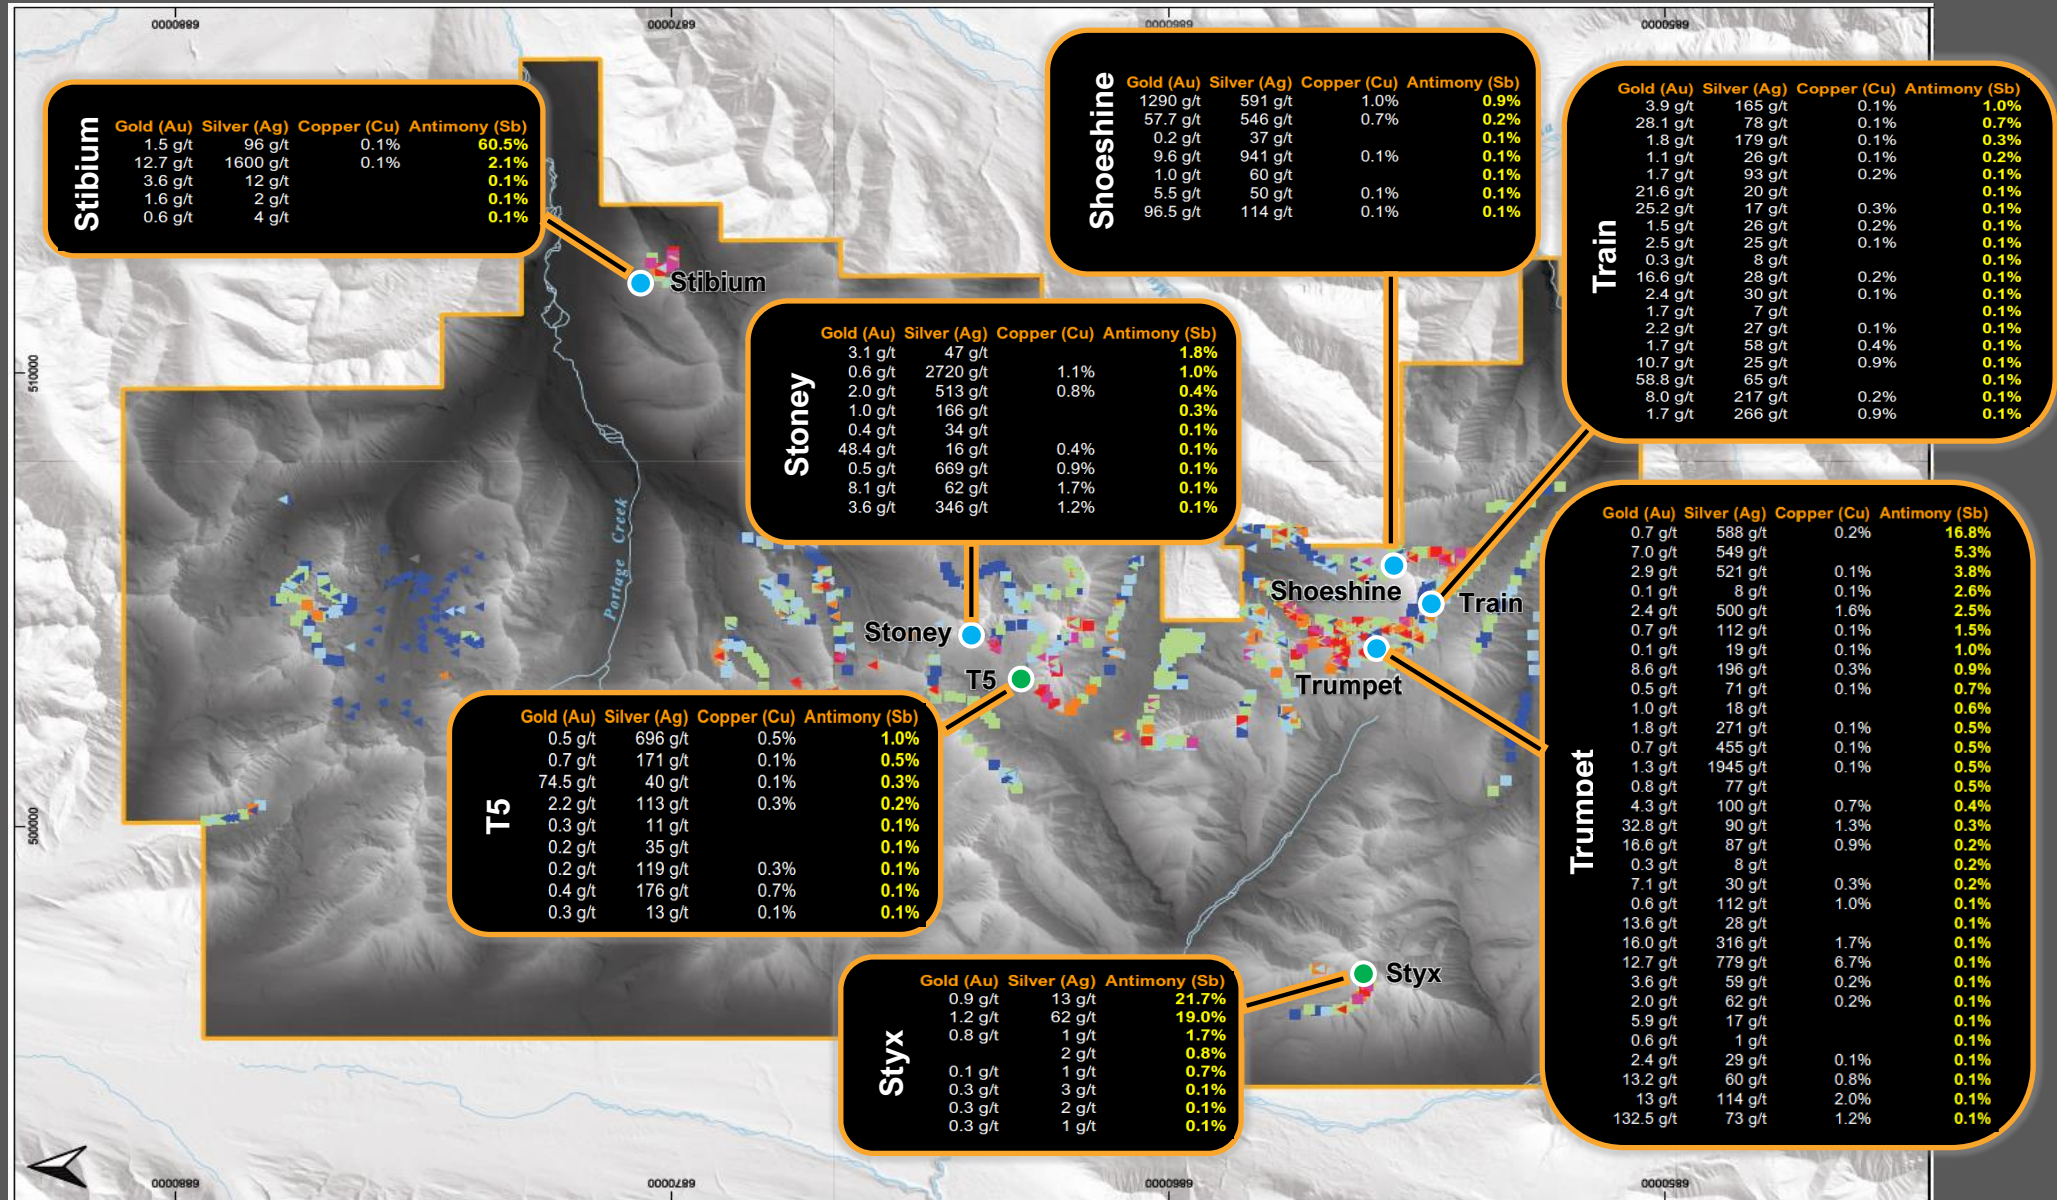 6880000
6870000
6860000
6850000
Stibium
Gold (Au) Silver (Ag) Copper (Cu) Antimony (Sb)
1.5 g/t 96 g/t 0.1% 60.5%
12.7 g/t 1600 g/t 0.1% 2.1%
3.6 g/t 12 g/t 0.1%
1.6 g/t 2 g/t 0.1%
0.6 g/t 4 g/t 0.1%
Shoeshine
Gold (Au) Silver (Ag) Copper (Cu) Antimony (Sb)
1290 g/t 591 g/t 1.0% 0.9%
57.7 g/t 546 g/t 0.7% 0.2%
0.2 g/t 37 g/t 0.1%
9.6 g/t 941 g/t 0.1% 0.1%
1.0 g/t 60 g/t 0.1%
5.5 g/t 50 g/t 0.1% 0.1%
96.5 g/t 114 g/t 0.1% 0.1%
Train
Gold (Au) Silver (Ag) Copper (Cu) Antimony (Sb)
3.9 g/t 165 g/t 0.1% 1.0%
28.1 g/t 78 g/t 0.1% 0.7%
1.8 g/t 179 g/t 0.1% 0.3%
1.1 g/t 26 g/t 0.1% 0.2%
1.7 g/t 93 g/t 0.2% 0.1%
21.6 g/t 20 g/t 0.1%
25.2 g/t 17 g/t 0.3% 0.1%
1.5 g/t 26 g/t 0.2% 0.1%
2.5 g/t 25 g/t 0.1% 0.1%
0.3 g/t 8 g/t 0.1%
16.6 g/t 28 g/t 0.2% 0.1%
2.4 g/t 30 g/t 0.1% 0.1%
1.7 g/t 7 g/t 0.1%
2.2 g/t 27 g/t 0.1% 0.1%
1.7 g/t 58 g/t 0.4% 0.1%
10.7 g/t 25 g/t 0.9% 0.1%
58.8 g/t 65 g/t 0.1%
8.0 g/t 217 g/t 0.2% 0.1%
1.7 g/t 266 g/t 0.9% 0.1%
Stibium
510000
Stoney
Gold (Au) Silver (Ag) Copper (Cu) Antimony (Sb)
3.1 g/t 47 g/t 1.8%
0.6 g/t 2720 g/t 1.1% 1.0%
2.0 g/t 513 g/t 0.8% 0.4%
1.0 g/t 166 g/t 0.3%
0.4 g/t 34 g/t 0.1%
48.4 g/t 16 g/t 0.4% 0.1%
0.5 g/t 669 g/t 0.9% 0.1%
8.1 g/t 62 g/t 1.7% 0.1%
3.6 g/t 346 g/t 1.2% 0.1%
Portage Creek
Shoeshine
Train
Stoney
T5
Trumpet
Trumpet
Gold (Au) Silver (Ag) Copper (Cu) Antimony (Sb)
0.7 g/t 588 g/t 0.2% 16.8%
7.0 g/t 549 g/t 5.3%
2.9 g/t 521 g/t 0.1% 3.8%
0.1 g/t 8 g/t 0.1% 2.6%
2.4 g/t 500 g/t 1.6% 2.5%
0.7 g/t 112 g/t 0.1% 1.5%
0.1 g/t 19 g/t 0.1% 1.0%
8.6 g/t 196 g/t 0.3% 0.9%
0.5 g/t 71 g/t 0.1% 0.7%
1.0 g/t 18 g/t 0.6%
1.8 g/t 271 g/t 0.1% 0.5%
0.7 g/t 455 g/t 0.1% 0.5%
1.3 g/t 1945 g/t 0.1% 0.5%
0.8 g/t 77 g/t 0.5%
4.3 g/t 100 g/t 0.7% 0.4%
32.8 g/t 90 g/t 1.3% 0.3%
16.6 g/t 87 g/t 0.9% 0.2%
0.3 g/t 8 g/t 0.2%
7.1 g/t 30 g/t 0.3% 0.2%
0.6 g/t 112 g/t 1.0% 0.1%
13.6 g/t 28 g/t 0.1%
16.0 g/t 316 g/t 1.7% 0.1%
12.7 g/t 779 g/t 6.7% 0.1%
3.6 g/t 59 g/t 0.2% 0.1%
2.0 g/t 62 g/t 0.2% 0.1%
5.9 g/t 17 g/t 0.1%
0.6 g/t 1 g/t 0.1%
2.4 g/t 29 g/t 0.1% 0.1%
13.2 g/t 60 g/t 0.8% 0.1%
13 g/t 114 g/t 2.0% 0.1%
132.5 g/t 73 g/t 1.2% 0.1%
500000
T5
Gold (Au) Silver (Ag) Copper (Cu) Antimony (Sb)
0.5 g/t 696 g/t 0.5% 1.0%
0.7 g/t 171 g/t 0.1% 0.5%
74.5 g/t 40 g/t 0.1% 0.3%
2.2 g/t 113 g/t 0.3% 0.2%
0.3 g/t 11 g/t 0.1%
0.2 g/t 35 g/t 0.1%
0.2 g/t 119 g/t 0.3% 0.1%
0.4 g/t 176 g/t 0.7% 0.1%
0.3 g/t 13 g/t 0.1% 0.1%
Styx
Styx
Gold (Au) Silver (Ag) Antimony (Sb)
0.9 g/t 13 g/t 21.7%
1.2 g/t 62 g/t 19.0%
0.8 g/t 1 g/t 1.7%
2 g/t 0.8%
0.1 g/t 1 g/t 0.7%
0.3 g/t 3 g/t 0.1%
0.3 g/t 2 g/t 0.1%
0.3 g/t 1 g/t 0.1%
6880000
6870000
6860000
6850000